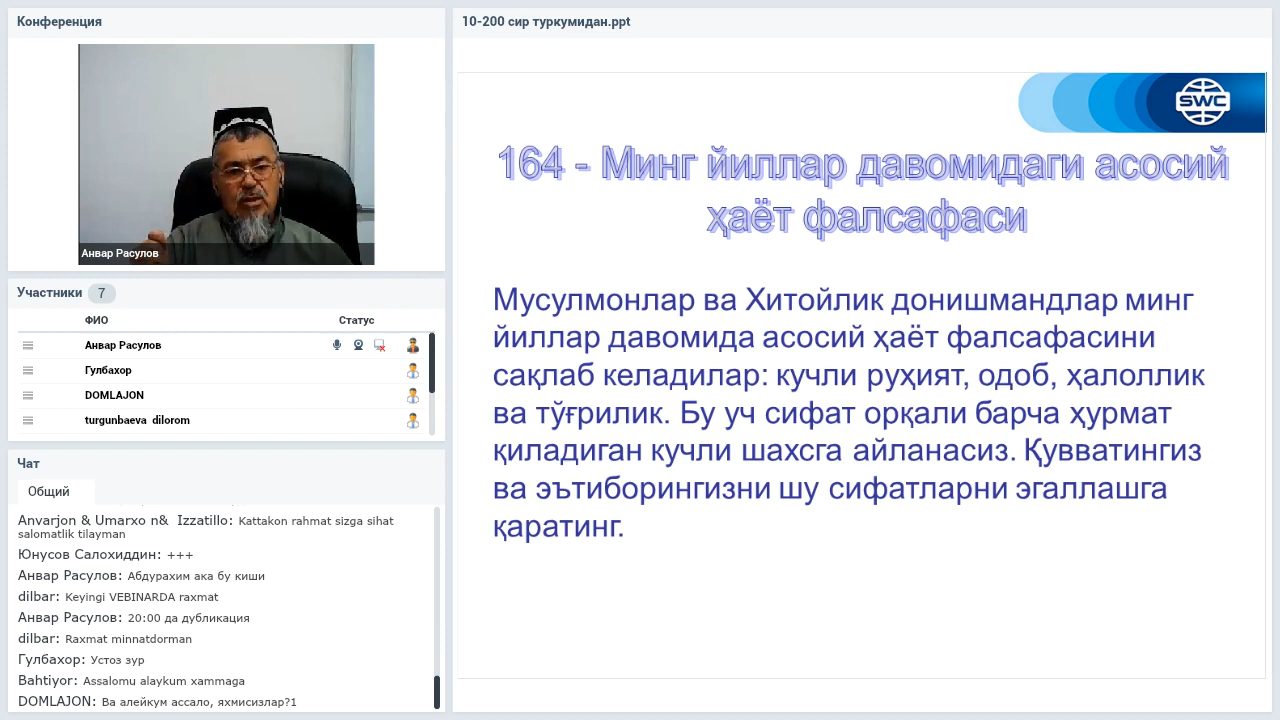 Конференция
Анвар Расулов
Участники 7
ФИО Статус
Анвар Расулов
Гулбахор
DOMLAJON
turgunbaeva dilorom
Чат
Общий
Anvarjon & Umarxo n& Izzatillo: Kattakon rahmat sizga sihat
salomatlik tilayman
Юнусов Салохиддин: +++
Анвар Расулов: Абдурахим ака бу киши
dilbar: Keyingi VEBINARDA raxmat
Анвар Расулов: 20:00 да дубликация
dilbar: Raxmat minnatdorman
Гулбахор: Устоз зур
Bahtiyor: Assalomu alaykum xammaga
DOMLAJON: Ва алейкум ассало, яхмисизлар?1
10-200 сир туркумидан.ppt
SWC
164 - Минг йиллар давомидаги асосий
ҳаёт фалсафаси
Мусулмонлар ва Хитойлик донишмандлар минг
йиллар давомида асосий ҳаёт фалсафасини
сақлаб келадилар: кучли руҳият, одоб, ҳалоллик
ва тўғрилик. Бу уч сифат орқали барча ҳурмат
қиладиган кучли шахсга айланасиз. Қувватингиз
ва эътиборингизни шу сифатларни эгаллашга
қаратинг.